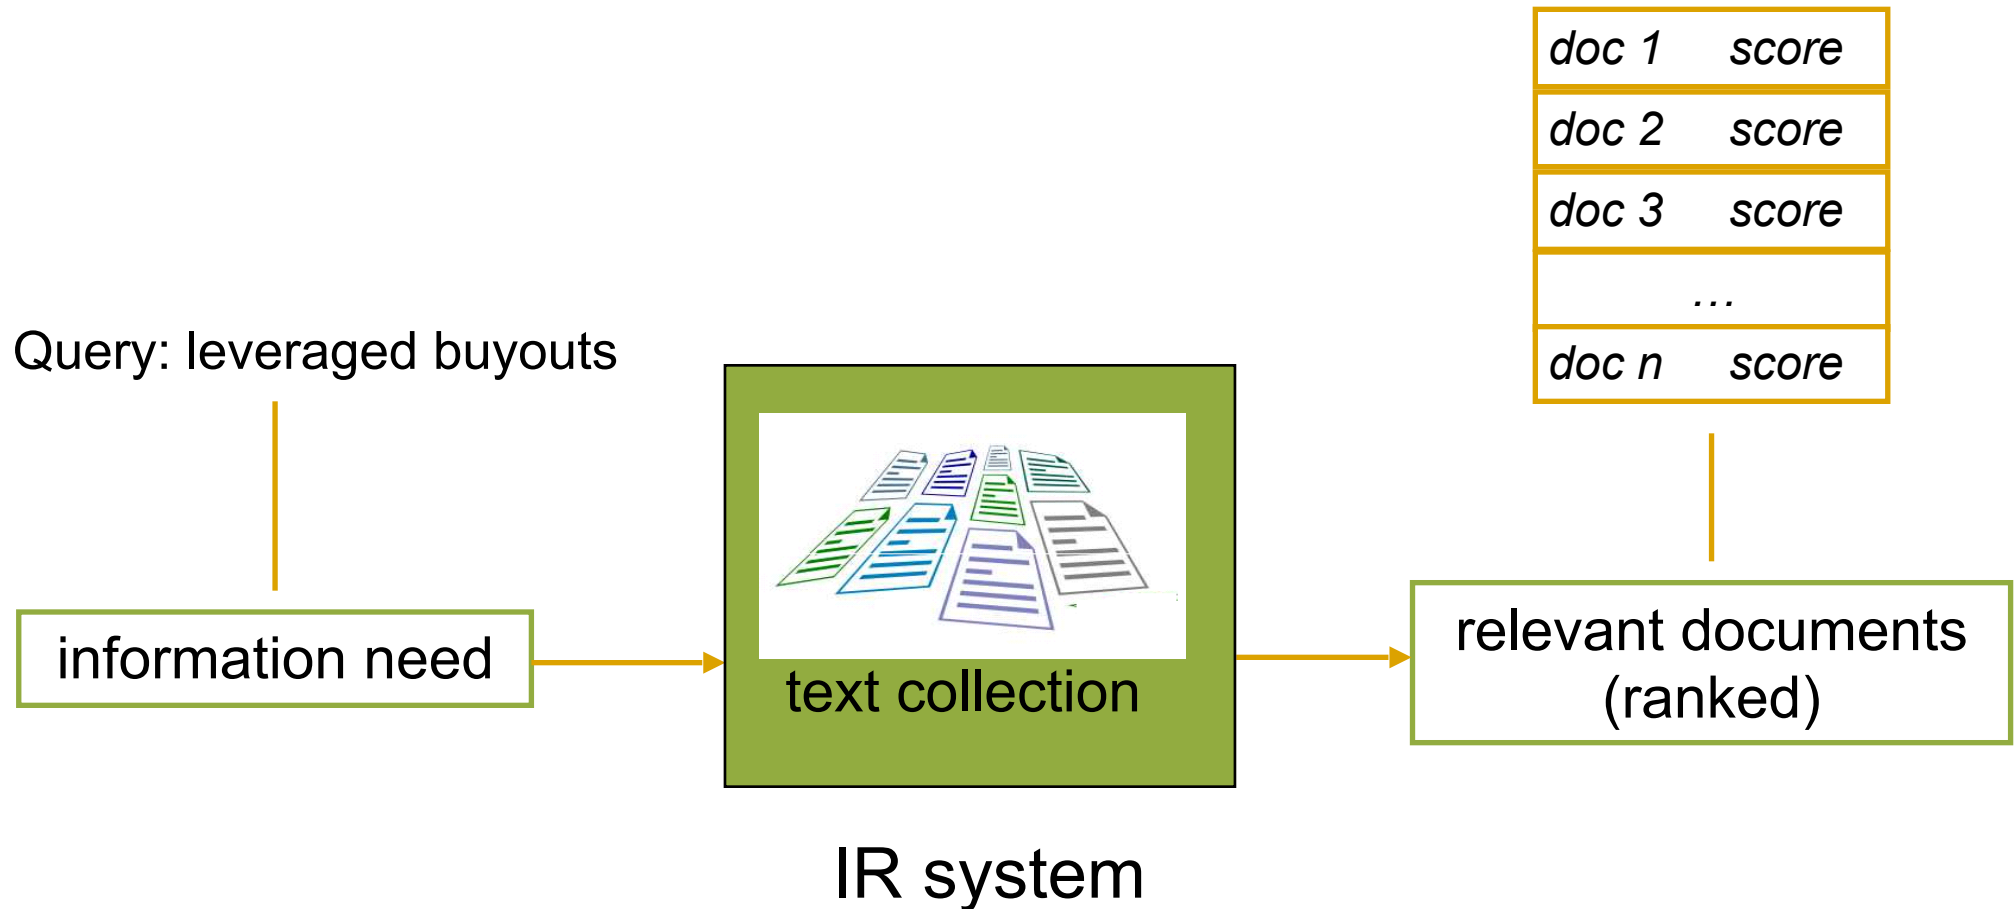 doc 1 score
doc 2 score
doc 3 score
...
doc n score
Query: leveraged buyouts
information need
text collection
relevant documents
(ranked)
IR system